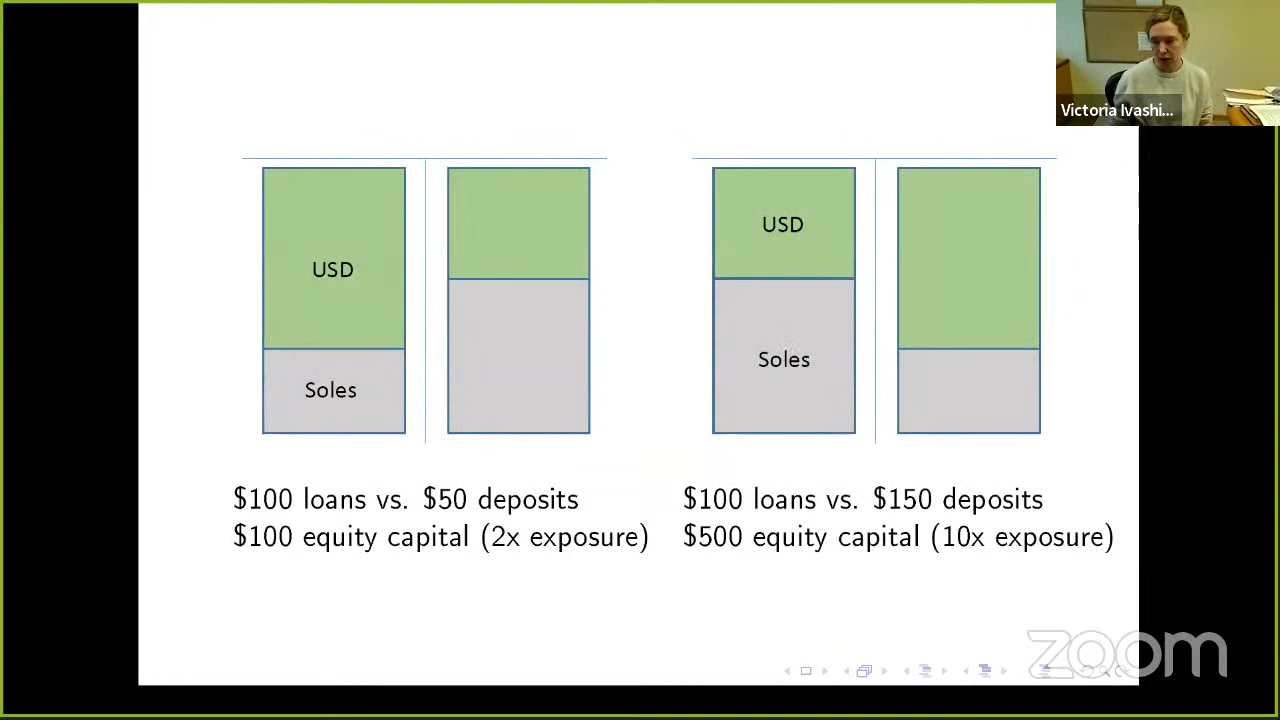 Victoria Ivashi...
USD
Soles
USD
Soles
$100 loans vs. $50 deposits
$100 equity capital (2x exposure)
$100 loans vs. $150 deposits
$500 equity capital (10x exposure)
zoom